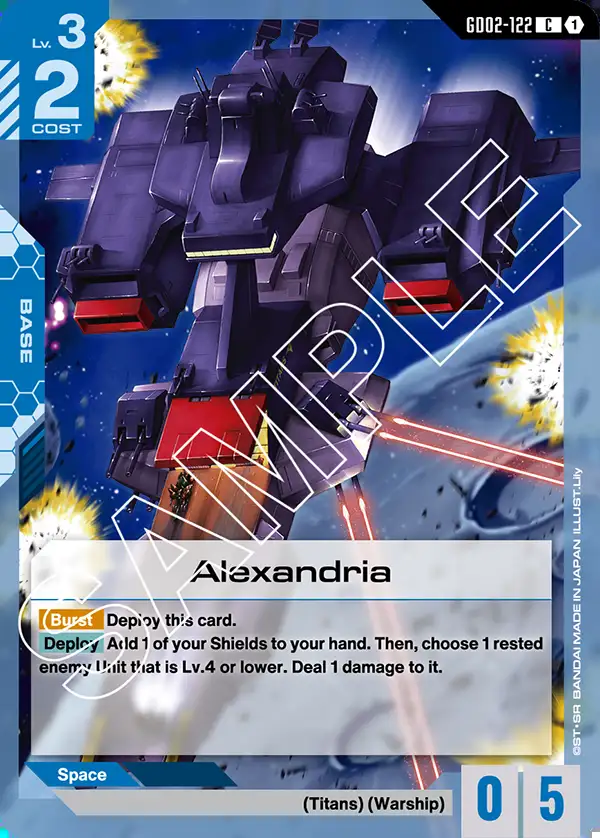 Lv. 3
2
COST
GD02-122 C 1
BASE
SAMPLE
Alexandria
Burst Deploy this card.
Deploy Add 1 of your Shields to your hand. Then, choose 1 rested
enemy Unit that is Lv.4 or lower. Deal 1 damage to it.
Space
(Titans) (Warship)
0 5
©ST・SR BANDAI MADE IN JAPAN ILLUST.Lily